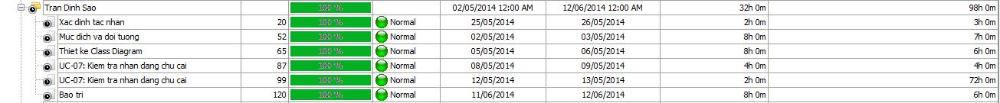 Tran Dinh Sao 100 % 02/05/2014 12:00 AM 12/06/2014 12:00 AM 32h 0m 98h 0m
Xac dinh tac nhan 20 100 % Normal 25/05/2014 26/05/2014 2h 0m 3h 0m
Muc dich va doi tuong 52 100 % Normal 02/05/2014 03/05/2014 8h 0m 7h 0m
Thiet ke Class Diagram 65 100 % Normal 05/05/2014 06/05/2014 8h 0m 6h 0m
UC-07: Kiem tra nhan dang chu cai 87 100 % Normal 08/05/2014 09/05/2014 4h 0m 4h 0m
UC-07: Kiem tra nhan dang chu cai 99 100 % Normal 12/05/2014 13/05/2014 2h 0m 72h 0m
Bao tri 120 100 % Normal 11/06/2014 12/06/2014 8h 0m 6h 0m